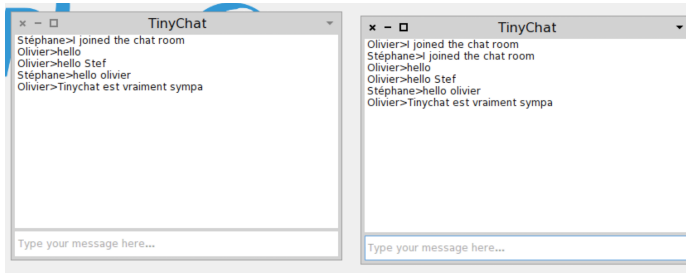 TinyChat
Stéphane>I joined the chat room
Olivier>hello
Olivier>hello Stef
Stéphane>hello olivier
Olivier>Tinychat est vraiment sympa
Type your message here...
TinyChat
Olivier>I joined the chat room
Stéphane>I joined the chat room
Olivier>hello
Olivier>hello Stef
Stéphane>hello olivier
Olivier>Tinychat est vraiment sympa
Type your message here...